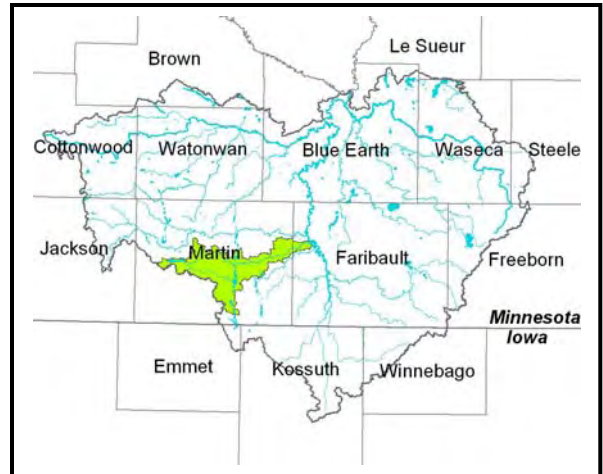 Le Sueur
Brown
Cottonwood
Watonwan
Blue Earth
Waseca
Steele
Jackson
Martin
Faribault
Freeborn
Minnesota
Iowa
Emmet
Kossuth
Winnebago